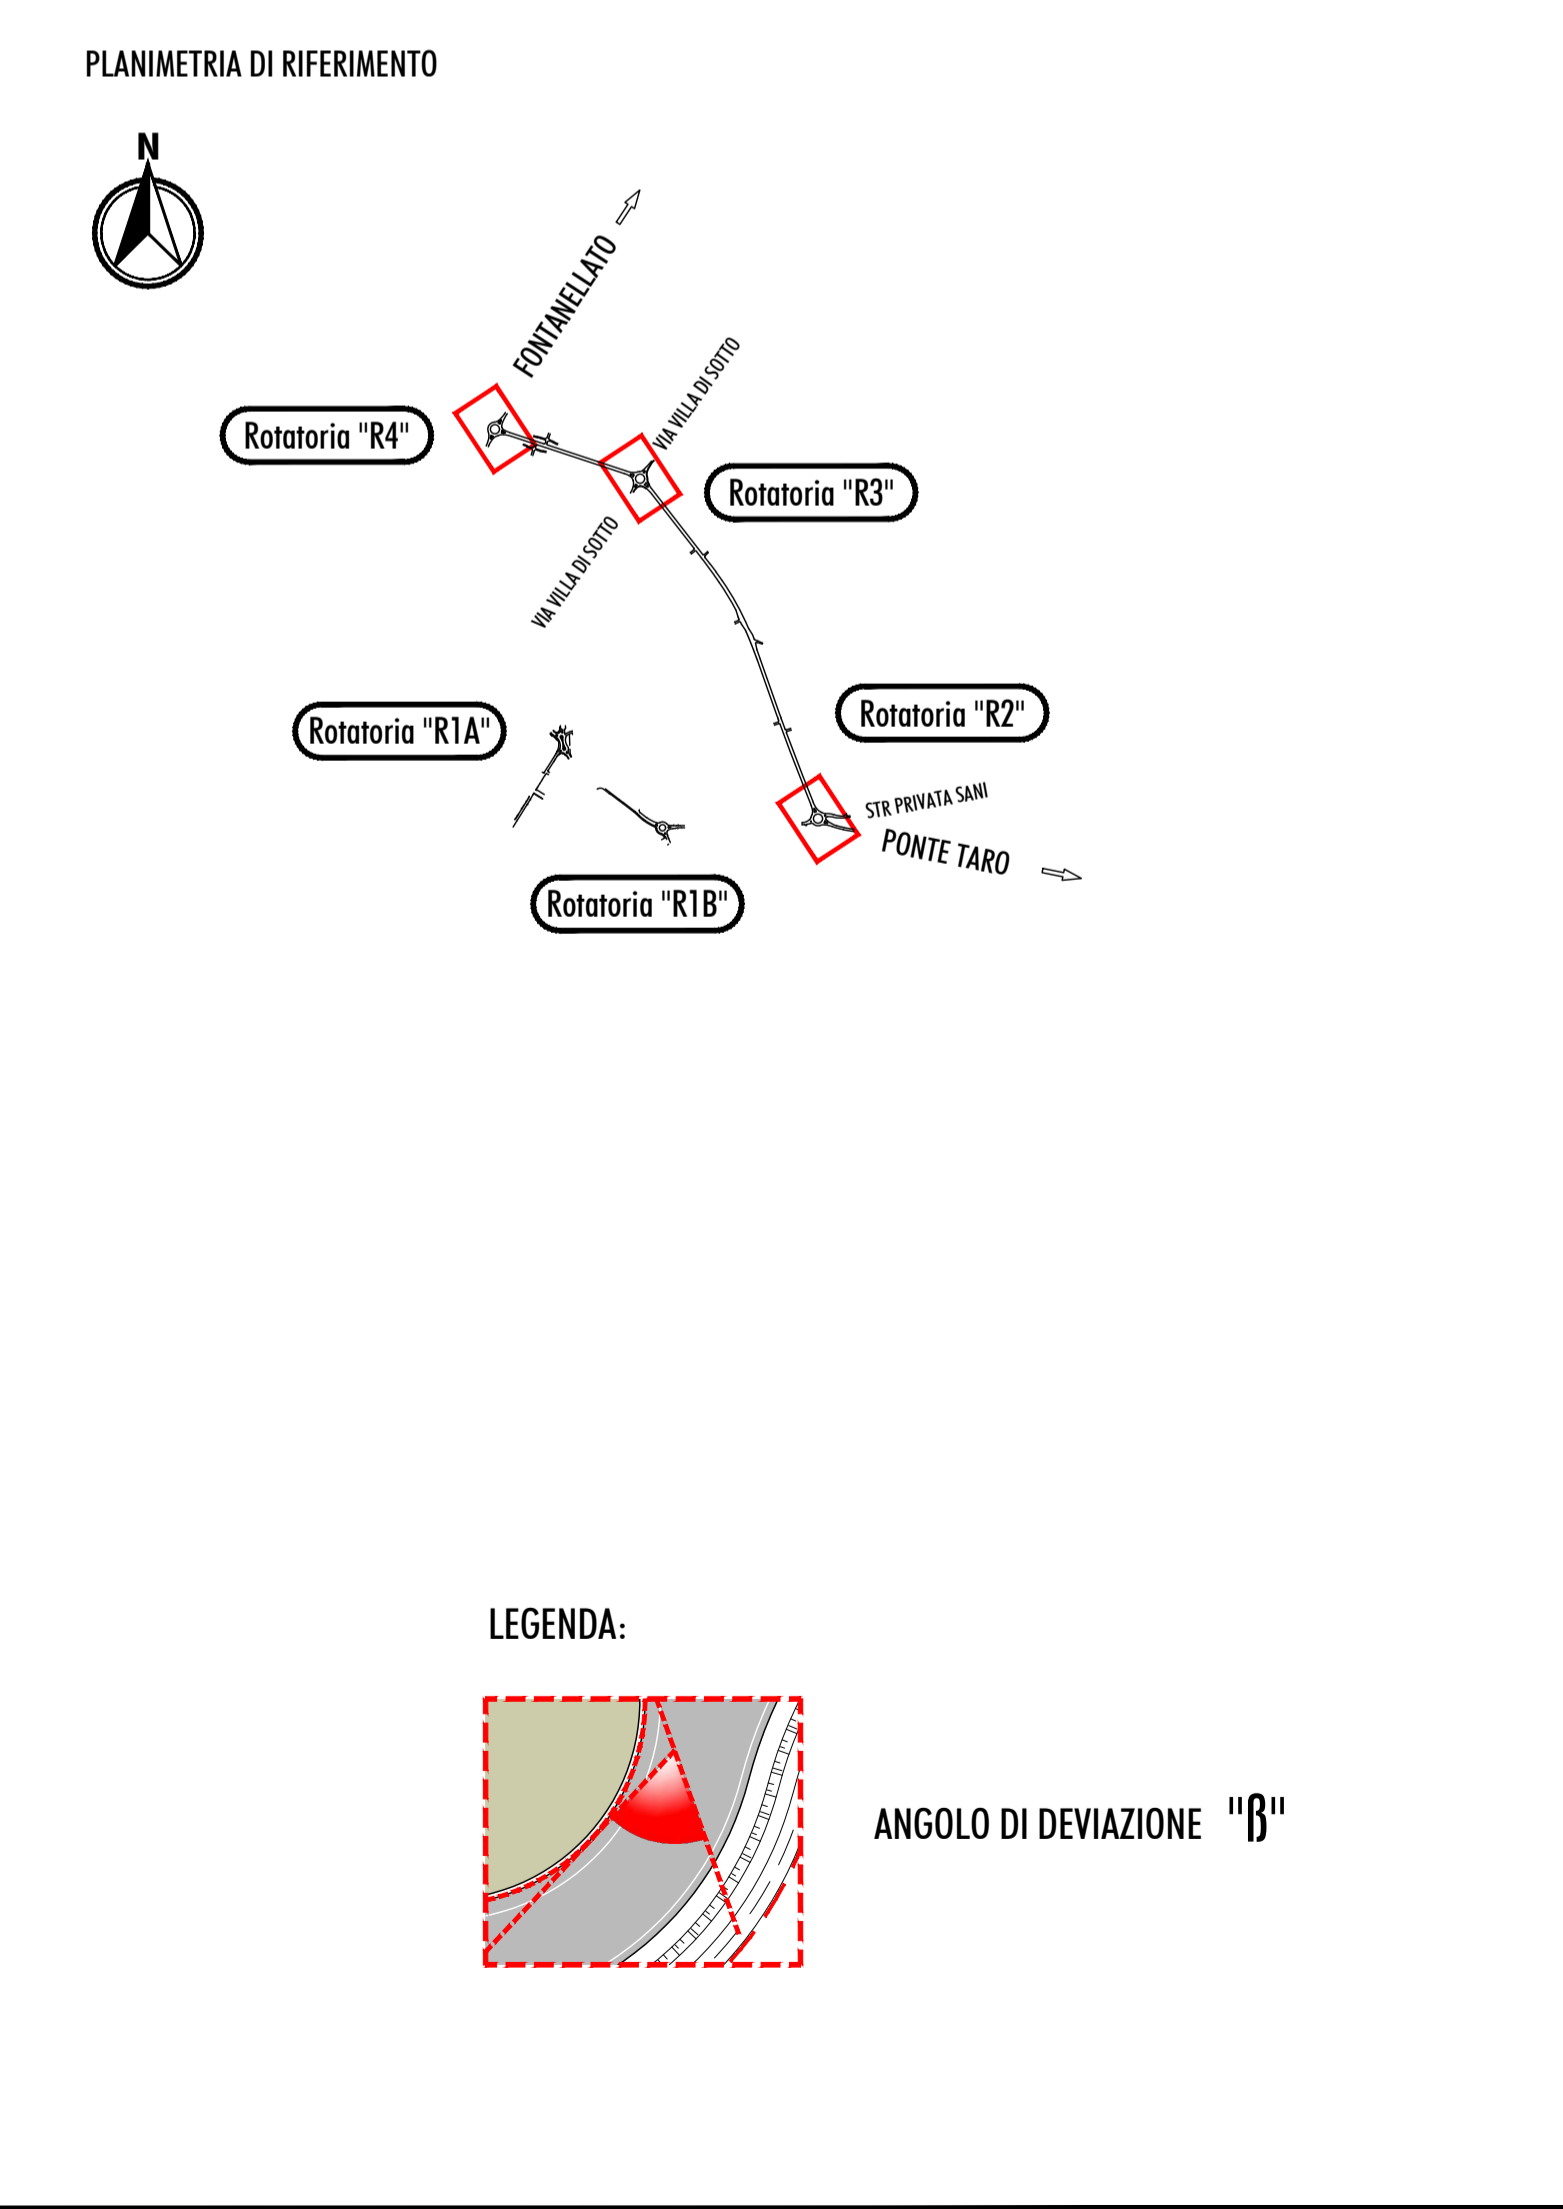 PLANIMETRIA DI RIFERIMENTO
N
FONTANELLATO
VIA VILLA DI SOTTO
Rotatoria "R4"
Rotatoria "R3"
VIA VILLA DI SOTTO
Rotatoria "R1A"
Rotatoria "R2"
STR PRIVATA SANI
PONTE TARO
Rotatoria "R1B"
LEGENDA:
ANGOLO DI DEVIAZIONE "ß"